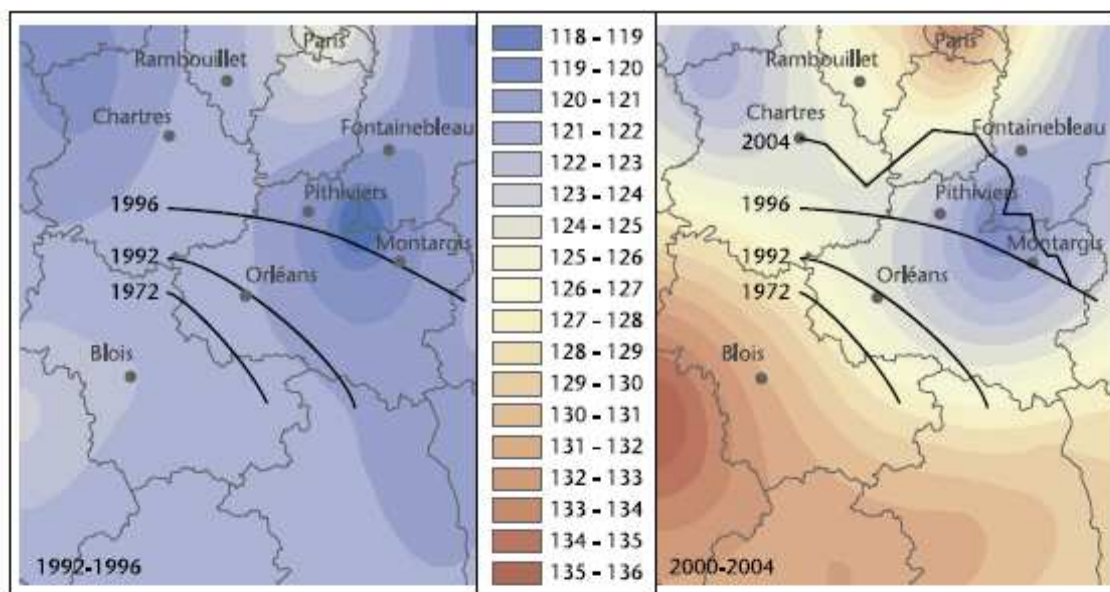 Paris
Rambouillet
Chartres
Fontainebleau
Pithiviers
1996
Montargis
1992
Orléans
1972
Blois
1992-1996
118 - 119
119 - 120
120 - 121
121 - 122
122 - 123
123 - 124
124 - 125
125 - 126
126 - 127
127 - 128
128 - 129
129 - 130
130 - 131
131 - 132
132 - 133
133 - 134
134 - 135
135 - 136
Paris
Rambouillet
Chartres
2004
Fontainebleau
Pithiviers
1996
Montargis
1992
Orléans
1972
Blois
2000-2004